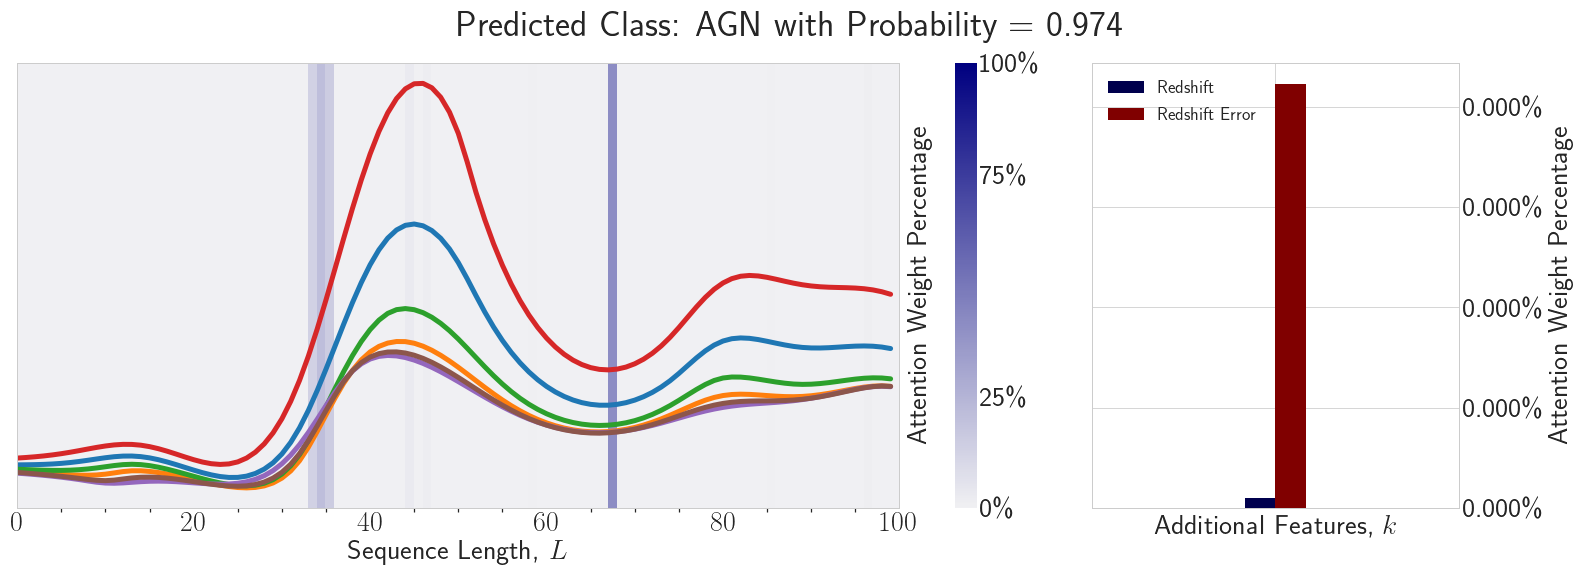 Predicted Class: AGN with Probability = 0.974
0
20
40
60
80
100
Sequence Length, L
100%
75%
25%
0%
Attention Weight Percentage
Redshift
Redshift Error
0.000%
0.000%
0.000%
0.000%
0.000%
Attention Weight Percentage
Additional Features, k